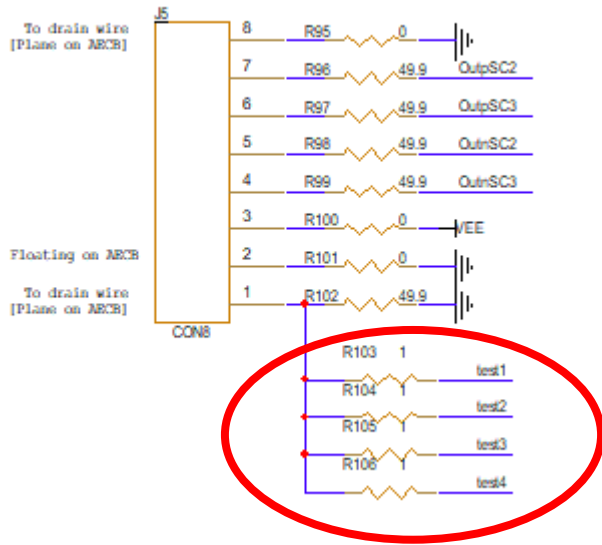 J5
To drain wire
[Plane on AECB]
8 R95 0
7 R96 49.9 OutpSC2
6 R97 49.9 OutpSC3
5 R98 49.9 OutnSC2
4 R99 49.9 OutnSC3
3 R100 0 VEE
Floating on AECB
2 R101 0
To drain wire
[Plane on AECB]
1 R102 49.9
CON8
R103 1
test1
R104 1
test2
R105 1
test3
R106 1
test4